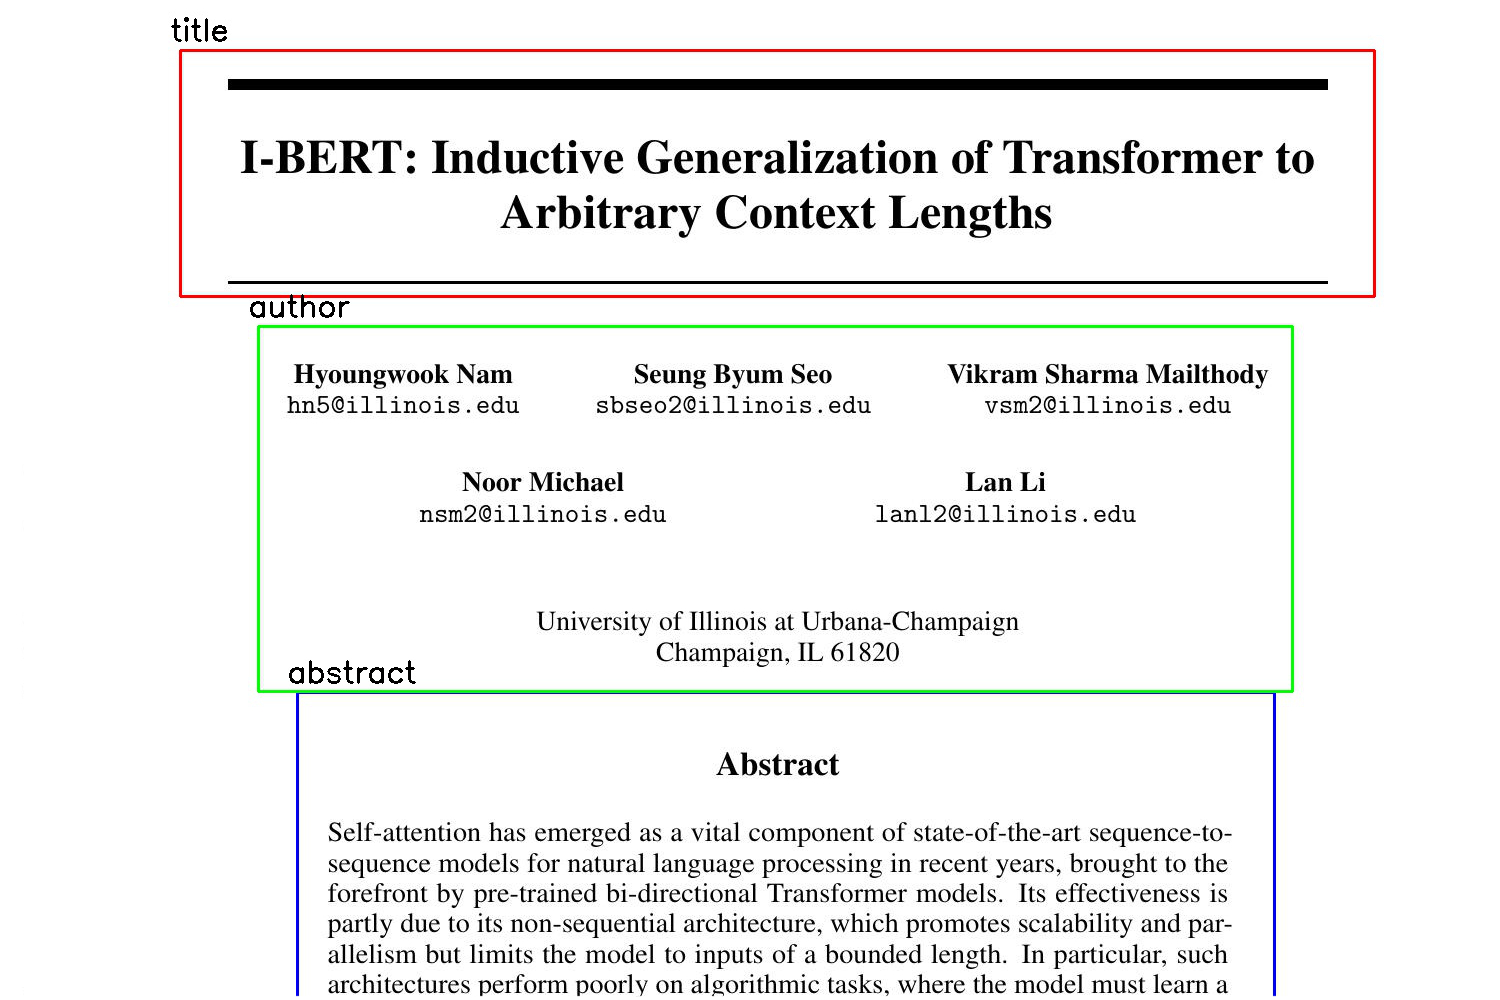 title
I-BERT: Inductive Generalization of Transformer to
Arbitrary Context Lengths
author
Hyoungwook Nam Seung Byum Seo Vikram Sharma Mailthody
hn5@illinois.edu sbseo2@illinois.edu vsm2@illinois.edu
Noor Michael Lan Li
nsm2@illinois.edu lanl2@illinois.edu
University of Illinois at Urbana-Champaign
Champaign, IL 61820
abstract
Abstract
Self-attention has emerged as a vital component of state-of-the-art sequence-to-
sequence models for natural language processing in recent years, brought to the
forefront by pre-trained bi-directional Transformer models. Its effectiveness is
partly due to its non-sequential architecture, which promotes scalability and par-
allelism but limits the model to inputs of a bounded length. In particular, such
architectures perform poorly on algorithmic tasks, where the model must learn a